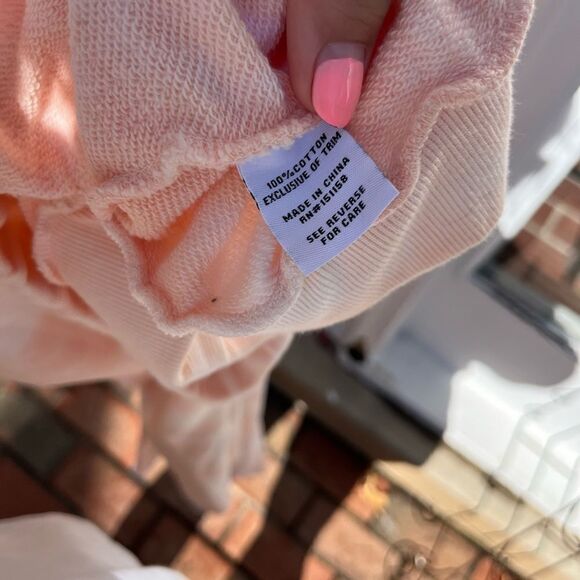 100% COTTON
EXCLUSIVE OF TRIM
MADE IN CHINA
RN#151158
SEE REVERSE
FOR CARE